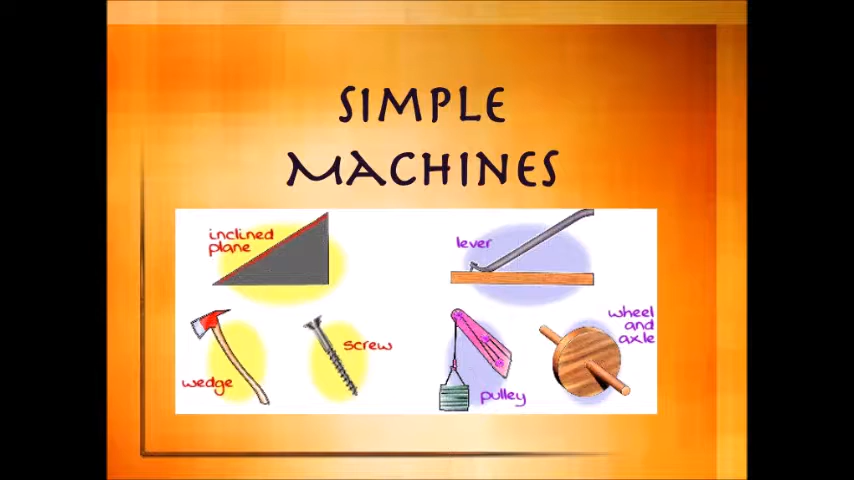 SIMPLE
MACHINES
inclined
plane
lever
wedge
screw
pulley
wheel
and
axle